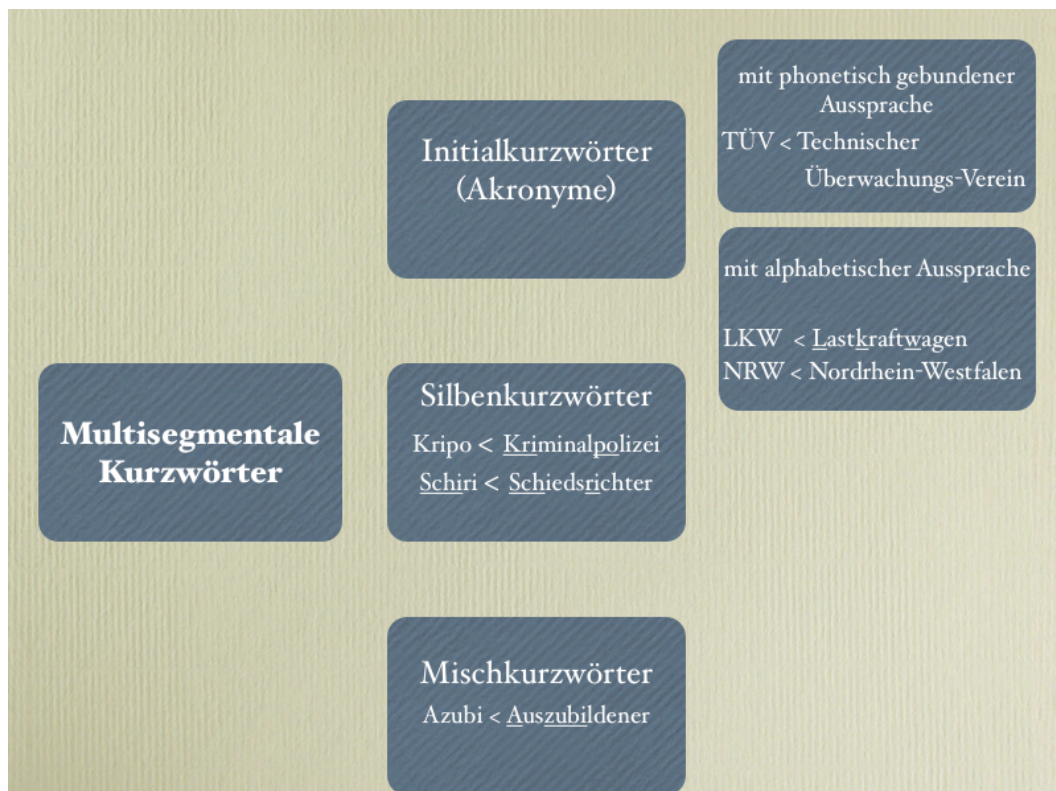 Multisegmentale
Kurzwörter
Initialkurzwörter
(Akronyme)
mit phonetisch gebundener
Aussprache
TÜV < Technischer
Überwachungs-Verein
mit alphabetischer Aussprache
LKW < Lastkraftwagen
NRW < Nordrhein-Westfalen
Silbenkurzwörter
Kripo < Kriminalpolizei
Schiri < Schiedsrichter
Mischkurzwörter
Azubi < Auszubildener